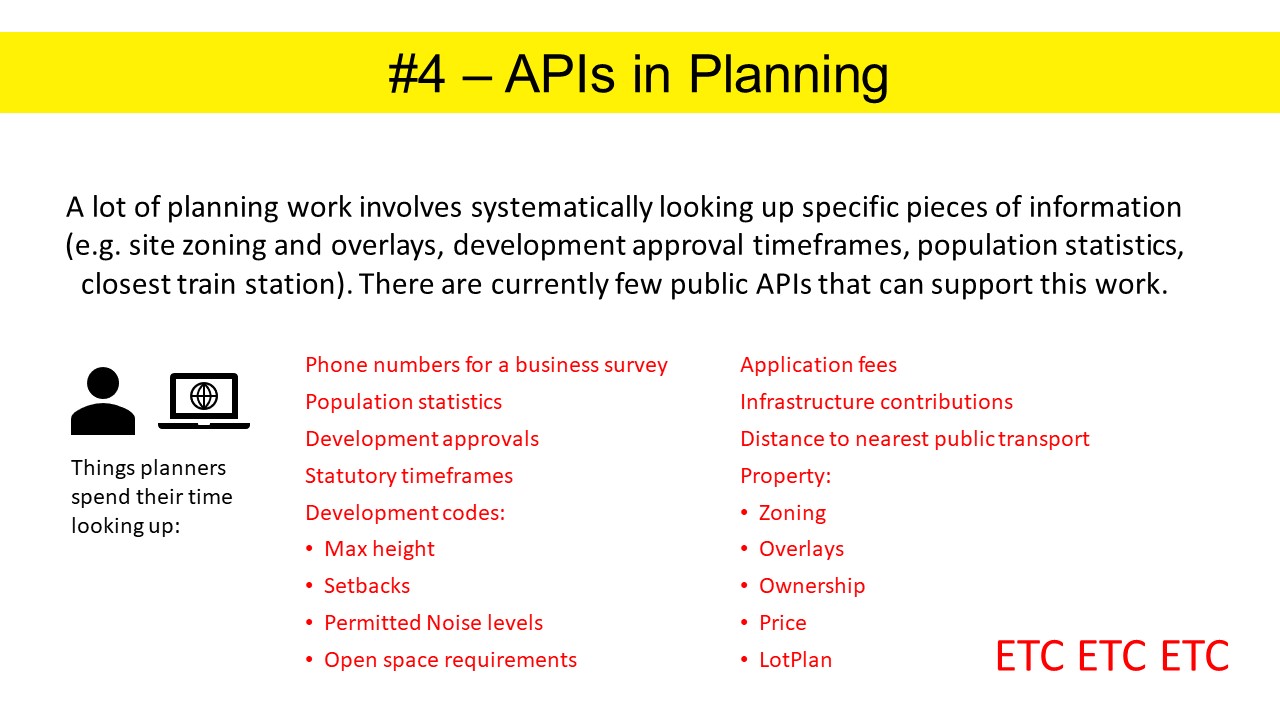 #4 – APIs in Planning
A lot of planning work involves systematically looking up specific pieces of information
(e.g. site zoning and overlays, development approval timeframes, population statistics,
closest train station). There are currently few public APIs that can support this work.
Things planners
spend their time
looking up:
Phone numbers for a business survey
Population statistics
Development approvals
Statutory timeframes
Development codes:
• Max height
• Setbacks
• Permitted Noise levels
• Open space requirements
Application fees
Infrastructure contributions
Distance to nearest public transport
Property:
• Zoning
• Overlays
• Ownership
• Price
• LotPlan
ETC ETC ETC